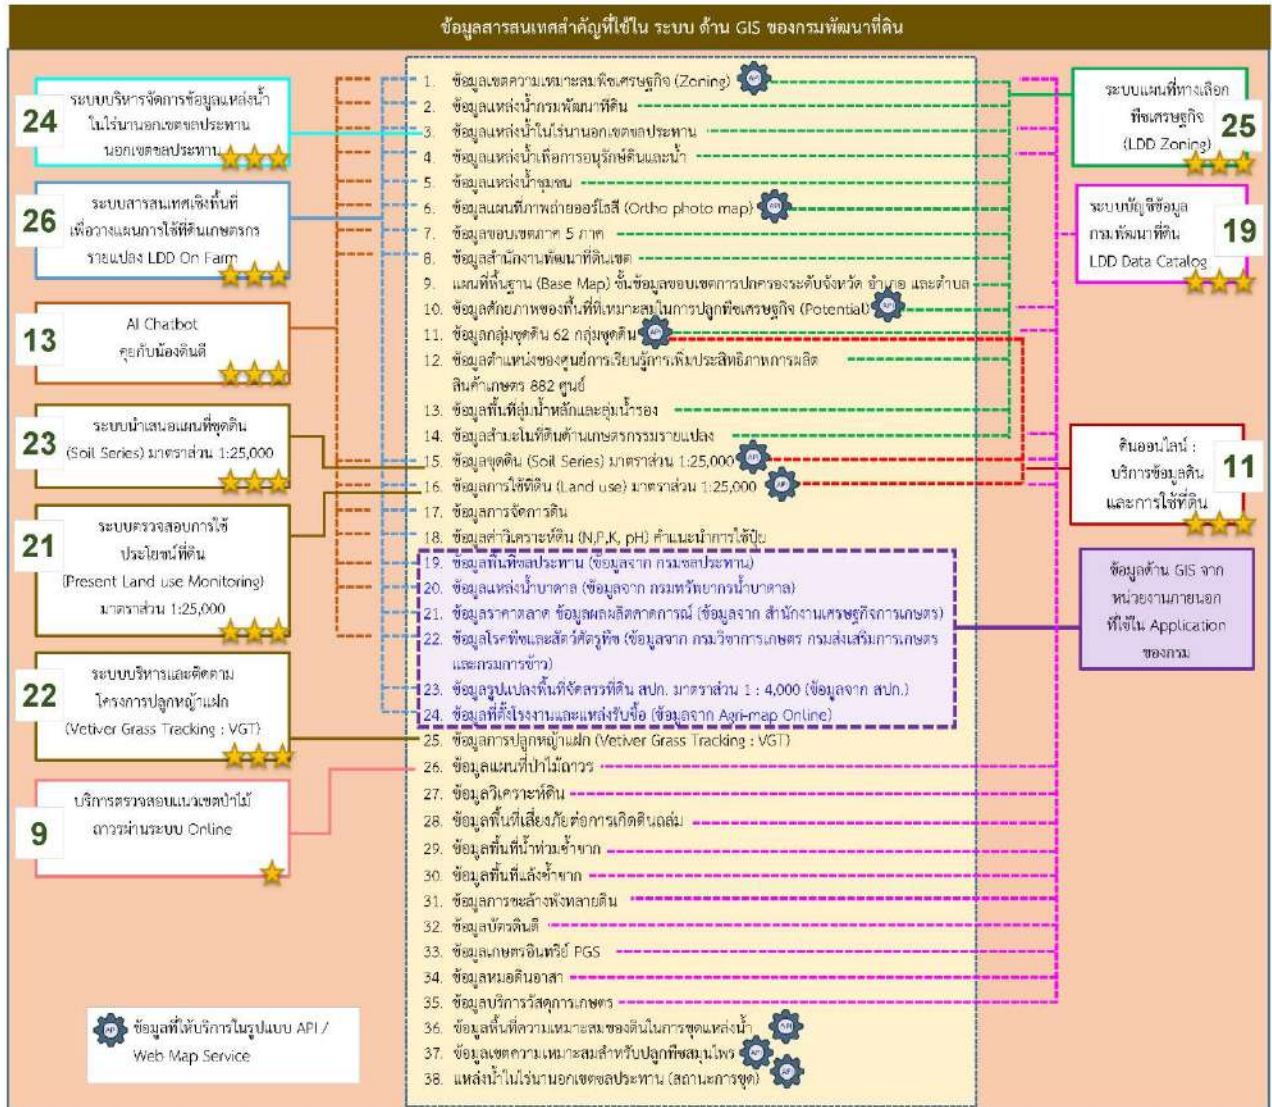 ข้อมูลสารสนเทศสำคัญที่ใช้ใน ระบบ ด้าน GIS ของกรมพัฒนาที่ดิน
24
ระบบบริหารจัดการข้อมูลแหล่งน้ำ
ในไร่นานอกเขตชลประทาน
นอกเขตชลประทาน
26
ระบบสารสนเทศเชิงพื้นที่
เพื่อวางแผนการใช้ที่ดินเกษตรกร
รายแปลง LDD On Farm
13
AI Chatbot
คุยกับน้องดินดี
23
ระบบนำเสนอแผนที่ชุดดิน
(Soil Series) มาตราส่วน 1:25,000
21
ระบบตรวจสอบการใช้
ประโยชน์ที่ดิน
(Present Land use Monitoring)
มาตราส่วน 1:25,000
22
ระบบบริหารและติดตาม
โครงการปลูกหญ้าแฝก
(Vetiver Grass Tracking : VGT)
9
บริการตรวจสอบแนวเขตป่าไม้
ถาวรผ่านระบบ Online
1. ข้อมูลเขตความเหมาะสมพืชเศรษฐกิจ (Zoning) API
2. ข้อมูลแหล่งน้ำกรมพัฒนาที่ดิน
3. ข้อมูลแหล่งน้ำในไร่นานอกเขตชลประทาน
4. ข้อมูลแหล่งน้ำเพื่อการอนุรักษ์ดินและน้ำ
5. ข้อมูลแหล่งน้ำชุมชน
6. ข้อมูลแผนที่ภาพถ่ายออร์โธสี (Ortho photo map) API
7. ข้อมูลขอบเขตภาค 5 ภาค
8. ข้อมูลสำนักงานพัฒนาที่ดินเขต
9. แผนที่พื้นฐาน (Base Map) ชั้นข้อมูลขอบเขตการปกครองระดับจังหวัด อำเภอ และตำบล
10. ข้อมูลศักยภาพของพื้นที่ที่เหมาะสมในการปลูกพืชเศรษฐกิจ (Potential) API
11. ข้อมูลกลุ่มชุดดิน 62 กลุ่มชุดดิน API
12. ข้อมูลตำแหน่งของศูนย์การเรียนรู้การเพิ่มประสิทธิภาพการผลิต
สินค้าเกษตร 882 ศูนย์
13. ข้อมูลพื้นที่ลุ่มน้ำหลักและลุ่มน้ำรอง
14. ข้อมูลสำมะโนที่ดินด้านเกษตรกรรมรายแปลง
15. ข้อมูลชุดดิน (Soil Series) มาตราส่วน 1:25,000 API
16. ข้อมูลการใช้ที่ดิน (Land use) มาตราส่วน 1:25,000 API
17. ข้อมูลการจัดการดิน
18. ข้อมูลค่าวิเคราะห์ดิน (N,P,K, pH) คำแนะนำการใช้ปุ๋ย
19. ข้อมูลพื้นที่ชลประทาน (ข้อมูลจาก กรมชลประทาน)
20. ข้อมูลแหล่งน้ำบาดาล (ข้อมูลจาก กรมทรัพยากรน้ำบาดาล)
21. ข้อมูลราคาตลาด ข้อมูลผลผลิตคาดการณ์ (ข้อมูลจาก สำนักงานเศรษฐกิจการเกษตร)
22. ข้อมูลโรคพืชและสัตว์ศัตรูพืช (ข้อมูลจาก กรมวิชาการเกษตร กรมส่งเสริมการเกษตร
และกรมการข้าว)
23. ข้อมูลรูปแปลงพื้นที่จัดสรรที่ดิน สปก. มาตราส่วน 1 : 4,000 (ข้อมูลจาก สปก.)
24. ข้อมูลที่ตั้งโรงงานและแหล่งรับซื้อ (ข้อมูลจาก Agri-map Online)
25. ข้อมูลการปลูกหญ้าแฝก (Vetiver Grass Tracking : VGT)
26. ข้อมูลแผนที่ป่าไม้ถาวร
27. ข้อมูลวิเคราะห์ดิน
28. ข้อมูลพื้นที่เสี่ยงภัยต่อการเกิดดินถล่ม
29. ข้อมูลพื้นที่น้ำท่วมซ้ำซาก
30. ข้อมูลพื้นที่แล้งซ้ำซาก
31. ข้อมูลการชะล้างพังทลายดิน
32. ข้อมูลบัตรดินดี
33. ข้อมูลเกษตรอินทรีย์ PGS
34. ข้อมูลหมอดินอาสา
35. ข้อมูลบริการวัสดุการเกษตร
36. ข้อมูลพื้นที่ความเหมาะสมของดินในการขุดแหล่งน้ำ API
37. ข้อมูลเขตความเหมาะสมสำหรับปลูกพืชสมุนไพร API
38. แหล่งน้ำในไร่นานอกเขตชลประทาน (สถานะการขุด) API
ระบบแผนที่ทางเลือก
พืชเศรษฐกิจ
(LDD Zoning)
25
ระบบบัญชีข้อมูล
กรมพัฒนาที่ดิน
LDD Data Catalog
19
ดินออนไลน์ :
บริการข้อมูลดิน
และการใช้ที่ดิน
11
ข้อมูลด้าน GIS จาก
หน่วยงานภายนอก
ที่ใช้ใน Application
ของกรม
API ข้อมูลที่ให้บริการในรูปแบบ API /
Web Map Service